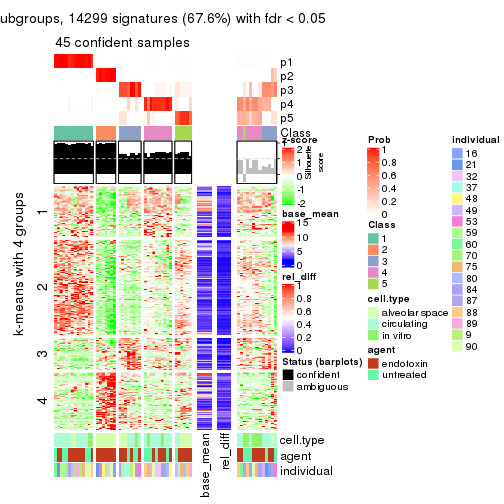 ubgroups, 14299 signatures (67.6%) with fdr < 0.05
45 confident samples
p1
p2
p3
p4
p5
Class
Silhouette
score
k-means with 4 groups
1
2
3
4
cell.type
agent
individual
base_mean
rel_diff
z-score
2
1
0
-1
-2
base_mean
15
10
5
0
rel_diff
1
0.8
0.6
0.4
0.2
0
Status (barplots)
confident
ambiguous
Prob
1
0.8
0.6
0.4
0.2
0
Class
1
2
3
4
5
cell.type
alveolar space
circulating
in vitro
agent
endotoxin
untreated
individual
16
21
32
37
48
49
53
59
60
70
75
80
84
87
88
89
9
90